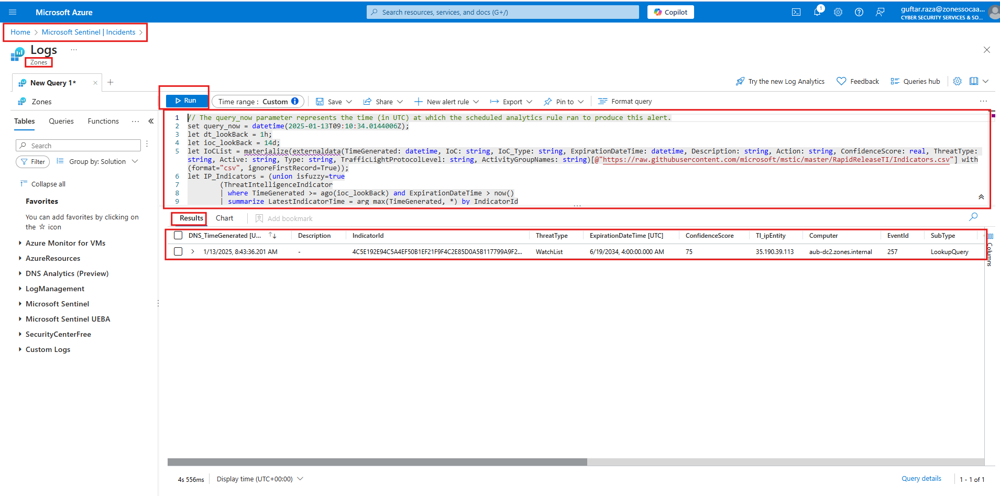 Microsoft Azure
Search resources, services, and docs (G+/)
Copilot
1
guftar.raza@zonessocaa...
CYBER SECURITY SERVICES & SO...
Home > Microsoft Sentinel | Incidents >
Logs ...
Zones
New Query 1*
Try the new Log Analytics
Feedback
Queries hub
Zones
Run
Time range : Custom
Save
Share
New alert rule
Export
Pin to
Format query
Tables
Queries
Functions
Search
Filter
Group by: Solution
Collapse all
Favorites
You can add favorites by clicking on
the ☆ icon
Azure Monitor for VMs
AzureResources
DNS Analytics (Preview)
LogManagement
Microsoft Sentinel
Microsoft Sentinel UEBA
SecurityCenterFree
Custom Logs
1 // The query_now parameter represents the time (in UTC) at which the scheduled analytics rule ran to produce this alert.
2 set query_now = datetime(2025-01-13T09:10:34.0144006Z);
3 let dt_lookBack = 1h;
4 let ioc_lookBack = 14d;
5 let IoCList = materialize(externaldata(TimeGenerated: datetime, IoC: string, IoC_Type: string, ExpirationDateTime: datetime, Description: string, Action: string, ConfidenceScore: real, ThreatType:
string, Active: string, Type: string, TrafficLightProtocolLevel: string, ActivityGroupNames: string)[@"https://raw.githubusercontent.com/microsoft/mstic/master/RapidReleaseTI/Indicators.csv"] with
(format="csv", ignoreFirstRecord=True));
6 let IP_Indicators = (union isfuzzy=true
7 (ThreatIntelligenceIndicator
8 | where TimeGenerated >= ago(ioc_lookBack) and ExpirationDateTime > now()
9 | summarize LatestIndicatorTime = arg_max(TimeGenerated, *) by IndicatorId
Results
Chart
Add bookmark
DNS_TimeGenerated [U... Description IndicatorId ThreatType ExpirationDateTime [UTC] ConfidenceScore TI_ipEntity Computer EventId SubType
1/13/2025, 8:43:36.201 AM - 4C5E192E94C5A4EF50B1EF21F9F4C2E85D0A5B117799A9F2... WatchList 6/19/2034, 4:00:00.000 AM 75 35.190.39.113 aub-dc2.zones.internal 257 LookupQuery
Columns
4s 556ms
Display time (UTC+00:00)
Query details
1 - 1 of 1